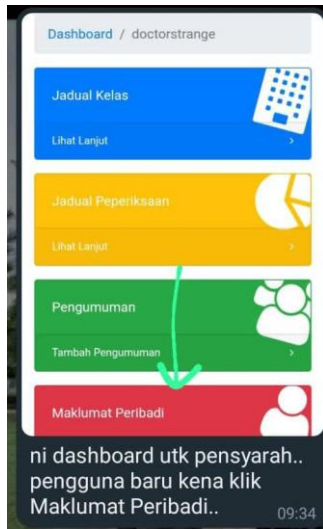 Dashboard / doctorstrange
Jadual Kelas
Lihat Lanjut
Jadual Peperiksaan
Lihat Lanjut
Pengumuman
Tambah Pengumuman
Maklumat Peribadi
ni dashboard utk pensyarah..
pengguna baru kena klik
Maklumat Peribadi..
09:34